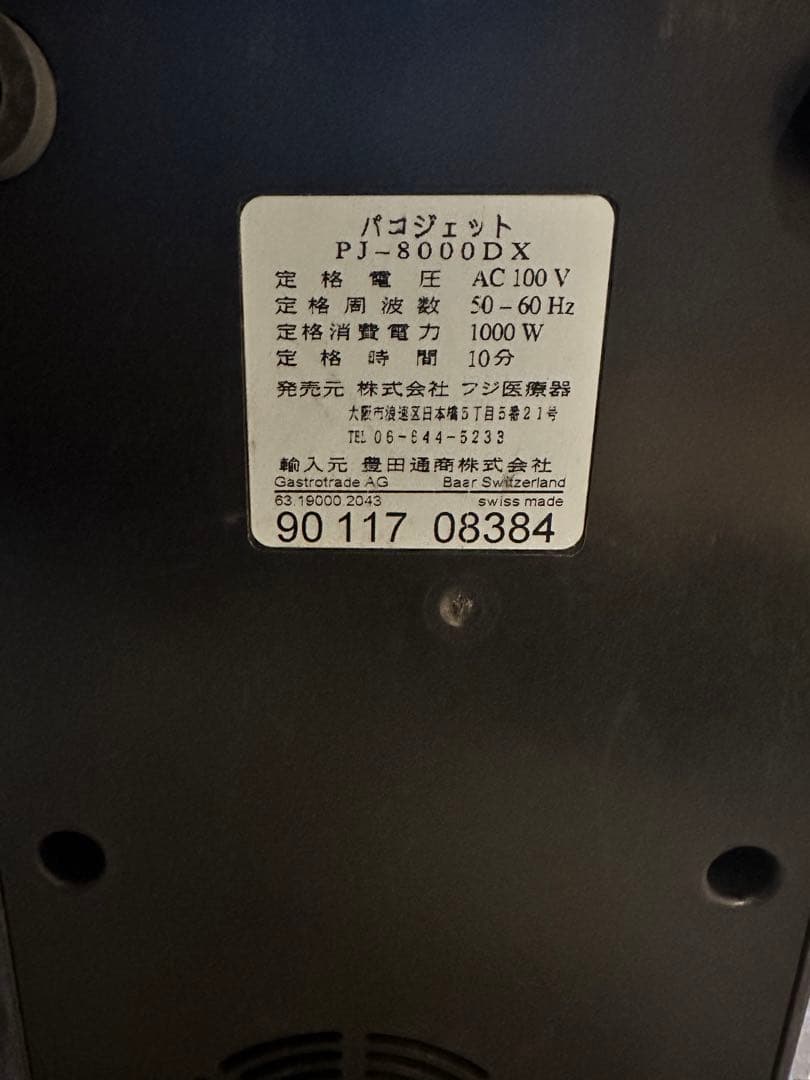 パコジェット
PJ-8000DX
定格電圧 AC 100 V
定格周波数 50-60 Hz
定格消費電力 1000 W
定格時間 10分
発売元 株式会社 フジ医療器
大阪市浪速区日本橋5丁目5番21号
TEL 06-644-5233
輸入元 豊田通商株式会社
Gastrotrade AG Baar Switzerland
63.19000.2043 swiss made
90 117 08384